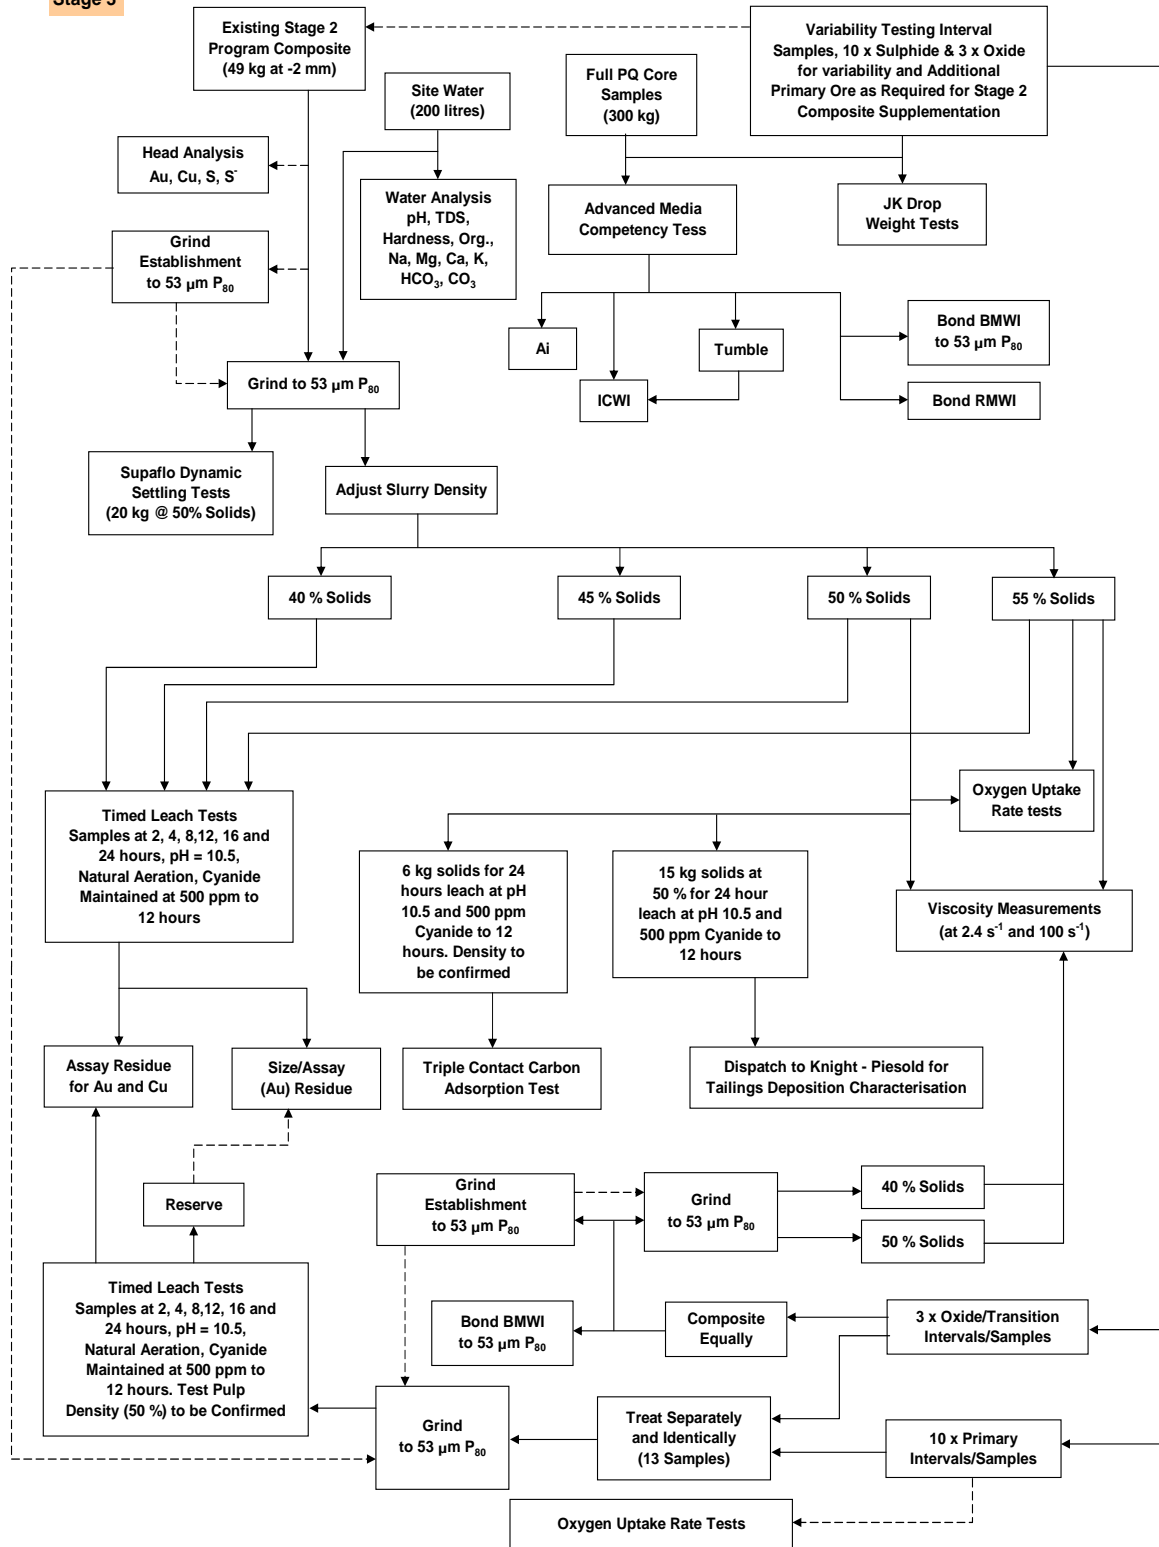 Stage 3
Existing Stage 2
Program Composite
(49 kg at -2 mm)
Variability Testing Interval
Samples, 10 x Sulphide & 3 x Oxide
for variability and Additional
Primary Ore as Required for Stage 2
Composite Supplementation
Full PQ Core
Samples
(300 kg)
Site Water
(200 litres)
Head Analysis
Au, Cu, S, S⁻
Water Analysis
pH, TDS,
Hardness, Org.,
Na, Mg, Ca, K,
HCO₃, CO₃
Advanced Media
Competency Tess
JK Drop
Weight Tests
Grind
Establishment
to 53 µm P₈₀
Ai
ICWI
Tumble
Bond BMWI
to 53 µm P₈₀
Bond RMWI
Grind to 53 µm P₈₀
Supaflo Dynamic
Settling Tests
(20 kg @ 50% Solids)
Adjust Slurry Density
40 % Solids
45 % Solids
50 % Solids
55 % Solids
Timed Leach Tests
Samples at 2, 4, 8,12, 16 and
24 hours, pH = 10.5,
Natural Aeration, Cyanide
Maintained at 500 ppm to
12 hours
Oxygen Uptake
Rate tests
6 kg solids for 24
hours leach at pH
10.5 and 500 ppm
Cyanide to 12
hours. Density to
be confirmed
15 kg solids at
50 % for 24 hour
leach at pH 10.5 and
500 ppm Cyanide to
12 hours
Viscosity Measurements
(at 2.4 s⁻¹ and 100 s⁻¹)
Assay Residue
for Au and Cu
Size/Assay
(Au) Residue
Triple Contact Carbon
Adsorption Test
Dispatch to Knight - Piesold for
Tailings Deposition Characterisation
Reserve
Grind
Establishment
to 53 µm P₈₀
Grind
to 53 µm P₈₀
40 % Solids
50 % Solids
Timed Leach Tests
Samples at 2, 4, 8,12, 16 and
24 hours, pH = 10.5,
Natural Aeration, Cyanide
Maintained at 500 ppm to
12 hours. Test Pulp
Density (50 %) to be Confirmed
Bond BMWI
to 53 µm P₈₀
Composite
Equally
3 x Oxide/Transition
Intervals/Samples
Grind
to 53 µm P₈₀
Treat Separately
and Identically
(13 Samples)
10 x Primary
Intervals/Samples
Oxygen Uptake Rate Tests